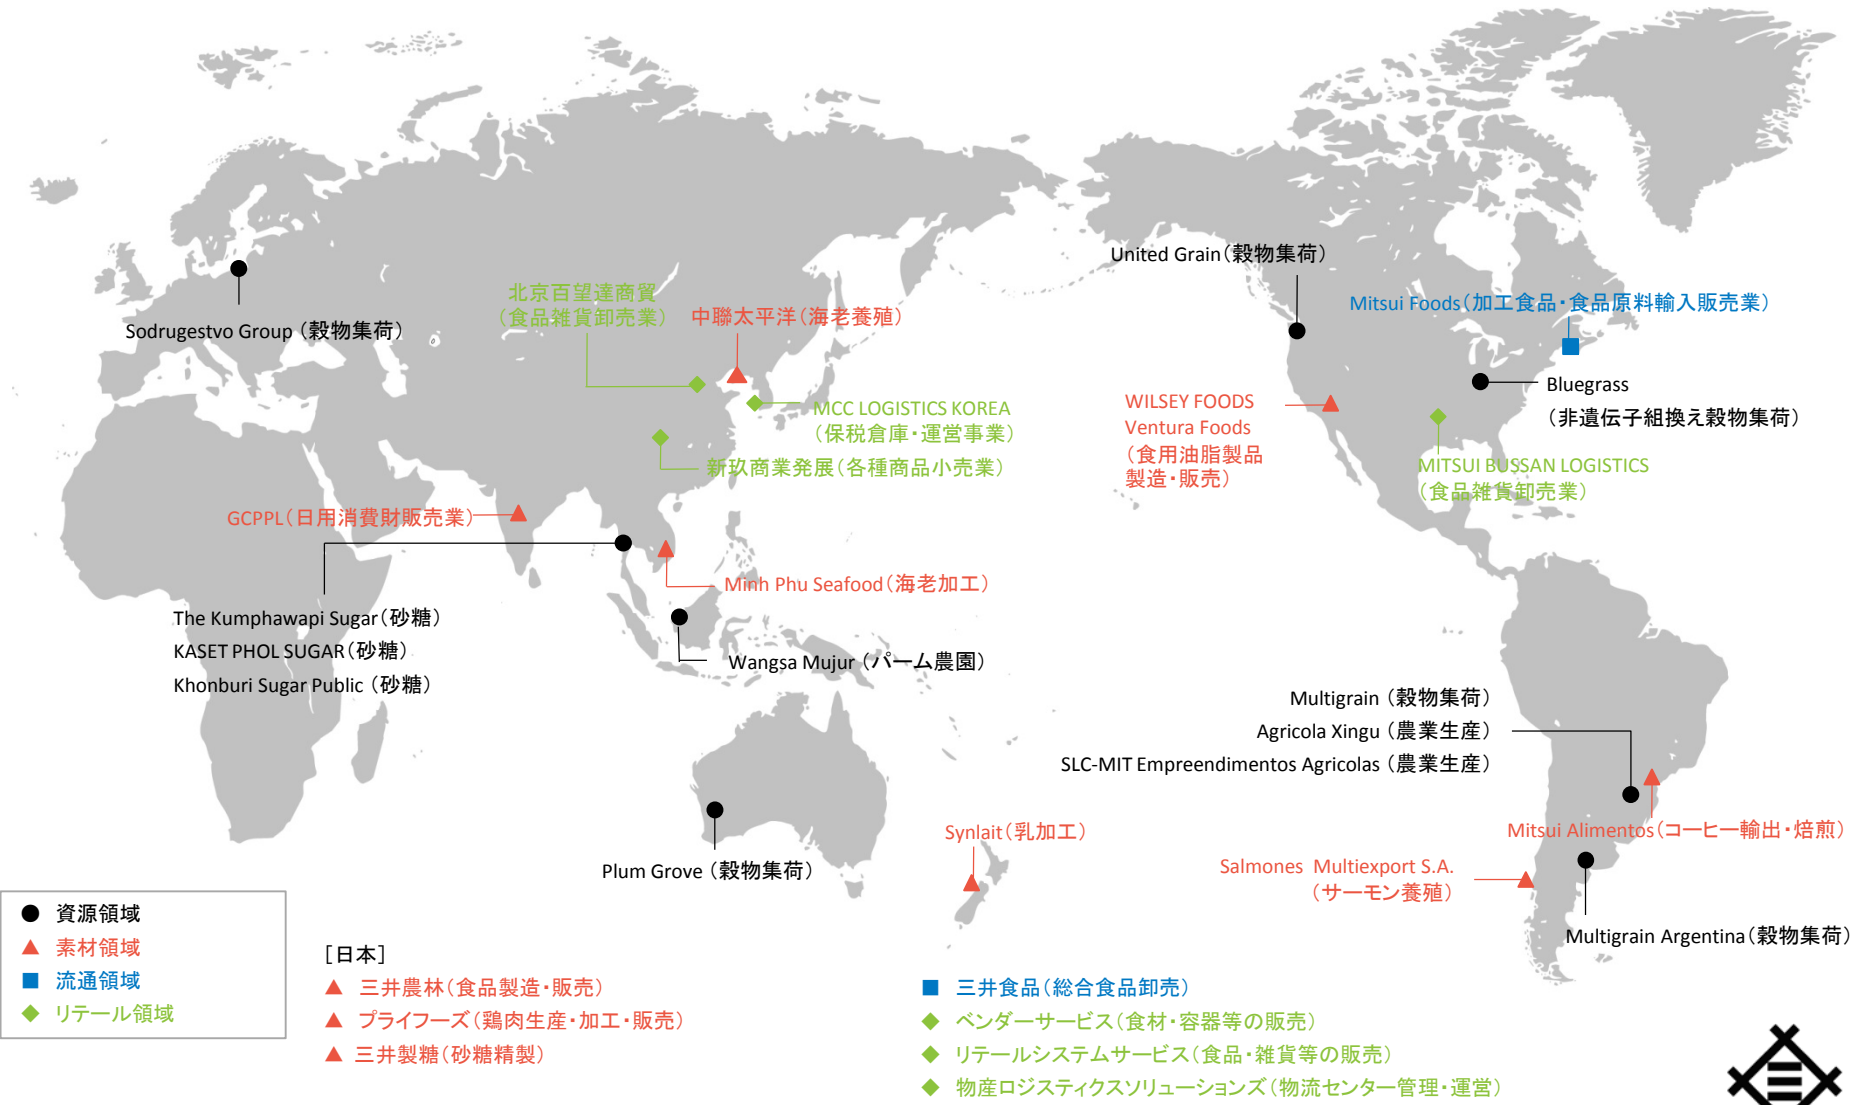 United Grain(穀物集荷)
北京百望達商貿
(食品雑貨卸売業)
中聯太平洋(海老養殖)
Mitsui Foods(加工食品・食品原料輸入販売業)
Sodrugestvo Group (穀物集荷)
MCC LOGISTICS KOREA
(保税倉庫・運営事業)
新玖商業発展(各種商品小売業)
WILSEY FOODS
Ventura Foods
(食用油脂製品
製造・販売)
Bluegrass
(非遺伝子組換え穀物集荷)
MITSUI BUSSAN LOGISTICS
(食品雑貨卸売業)
GCPPL(日用消費財販売業)
Minh Phu Seafood(海老加工)
The Kumphawapi Sugar(砂糖)
KASET PHOL SUGAR(砂糖)
Khonburi Sugar Public (砂糖)
Wangsa Mujur (パーム農園)
Multigrain (穀物集荷)
Agricola Xingu (農業生産)
SLC-MIT Empreendimentos Agricolas (農業生産)
Synlait(乳加工)
Mitsui Alimentos(コーヒー輸出・焙煎)
Plum Grove (穀物集荷)
Salmones Multiexport S.A.
(サーモン養殖)
Multigrain Argentina(穀物集荷)
● 資源領域
▲ 素材領域
■ 流通領域
◆ リテール領域
[日本]
▲ 三井農林(食品製造・販売)
▲ プライフーズ(鶏肉生産・加工・販売)
▲ 三井製糖(砂糖精製)
■ 三井食品(総合食品卸売)
◆ ベンダーサービス(食材・容器等の販売)
◆ リテールシステムサービス(食品・雑貨等の販売)
◆ 物産ロジスティクスソリューションズ(物流センター管理・運営)